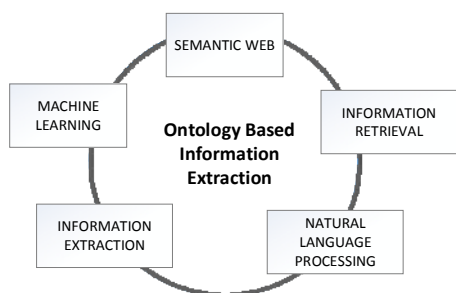 SEMANTIC WEB
MACHINE
LEARNING
INFORMATION
RETRIEVAL
Ontology Based
Information
Extraction
INFORMATION
EXTRACTION
NATURAL
LANGUAGE
PROCESSING